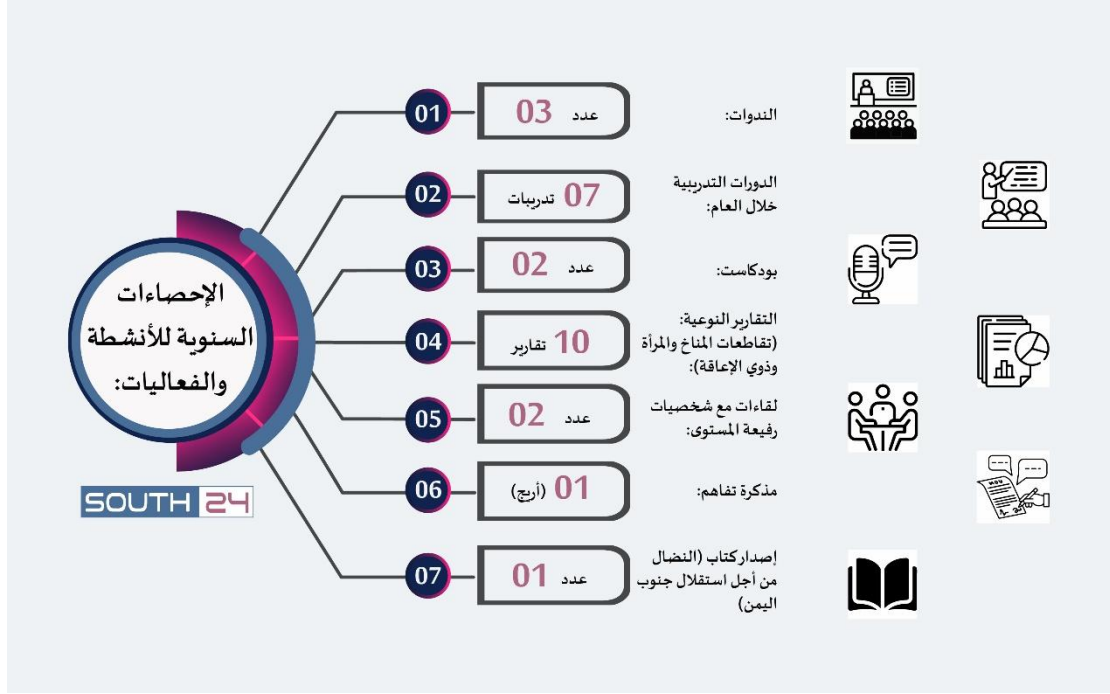 الإحصاءات
السنوية للأنشطة
والفعاليات:
SOUTH 24
01
الندوات:
عدد 03
02
الدورات التدريبية
خلال العام:
07 تدريبات
03
بودكاست:
عدد 02
04
التقارير النوعية:
(تقاطعات المناخ والمرأة
وذوي الإعاقة):
10 تقارير
05
لقاءات مع شخصيات
رفيعة المستوى:
عدد 02
06
مذكرة تفاهم:
01 (أريج)
07
إصدار كتاب (النضال
من أجل استقلال جنوب
اليمن)
عدد 01